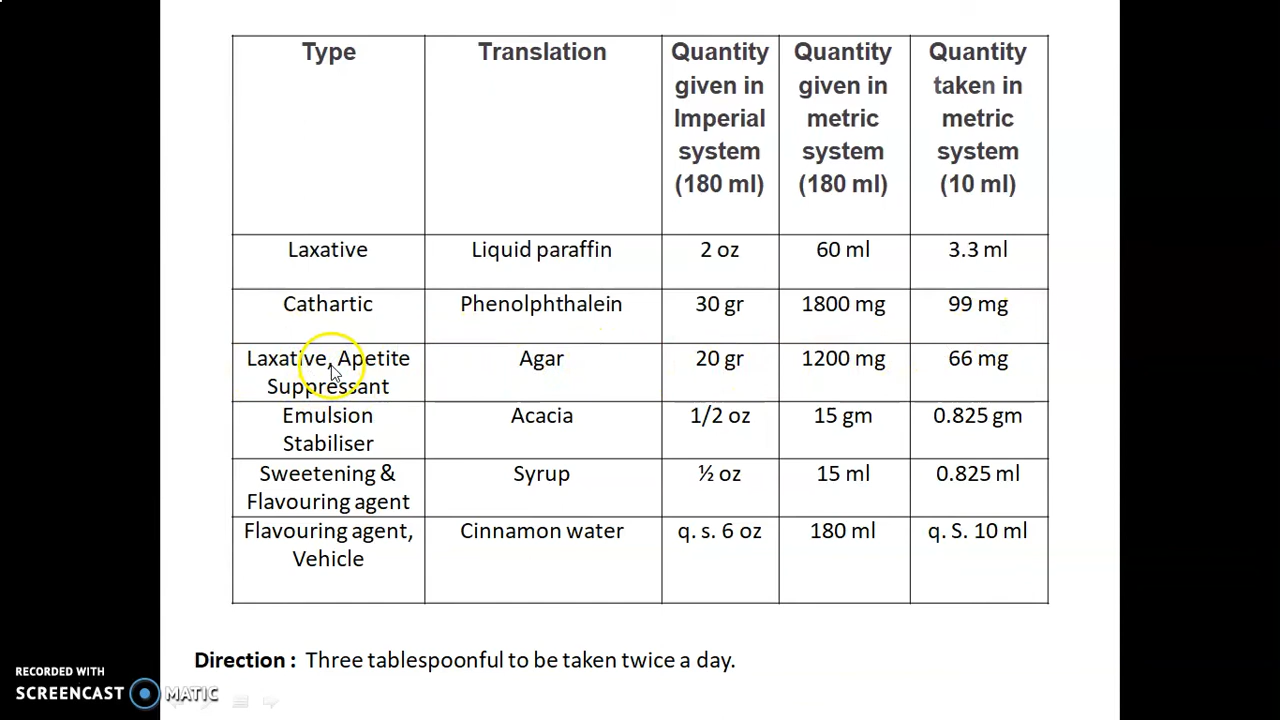 Type
Translation
Quantity
given in
Imperial
system
(180 ml)
Quantity
given in
metric
system
(180 ml)
Quantity
taken in
metric
system
(10 ml)
Laxative
Liquid paraffin
2 oz
60 ml
3.3 ml
Cathartic
Phenolphthalein
30 gr
1800 mg
99 mg
Laxative, Apetite
Suppressant
Agar
20 gr
1200 mg
66 mg
Emulsion
Stabiliser
Acacia
1/2 oz
15 gm
0.825 gm
Sweetening &
Flavouring agent
Syrup
½ oz
15 ml
0.825 ml
Flavouring agent,
Vehicle
Cinnamon water
q. s. 6 oz
180 ml
q. S. 10 ml
Direction : Three tablespoonful to be taken twice a day.
RECORDED WITH
SCREENCAST MATIC